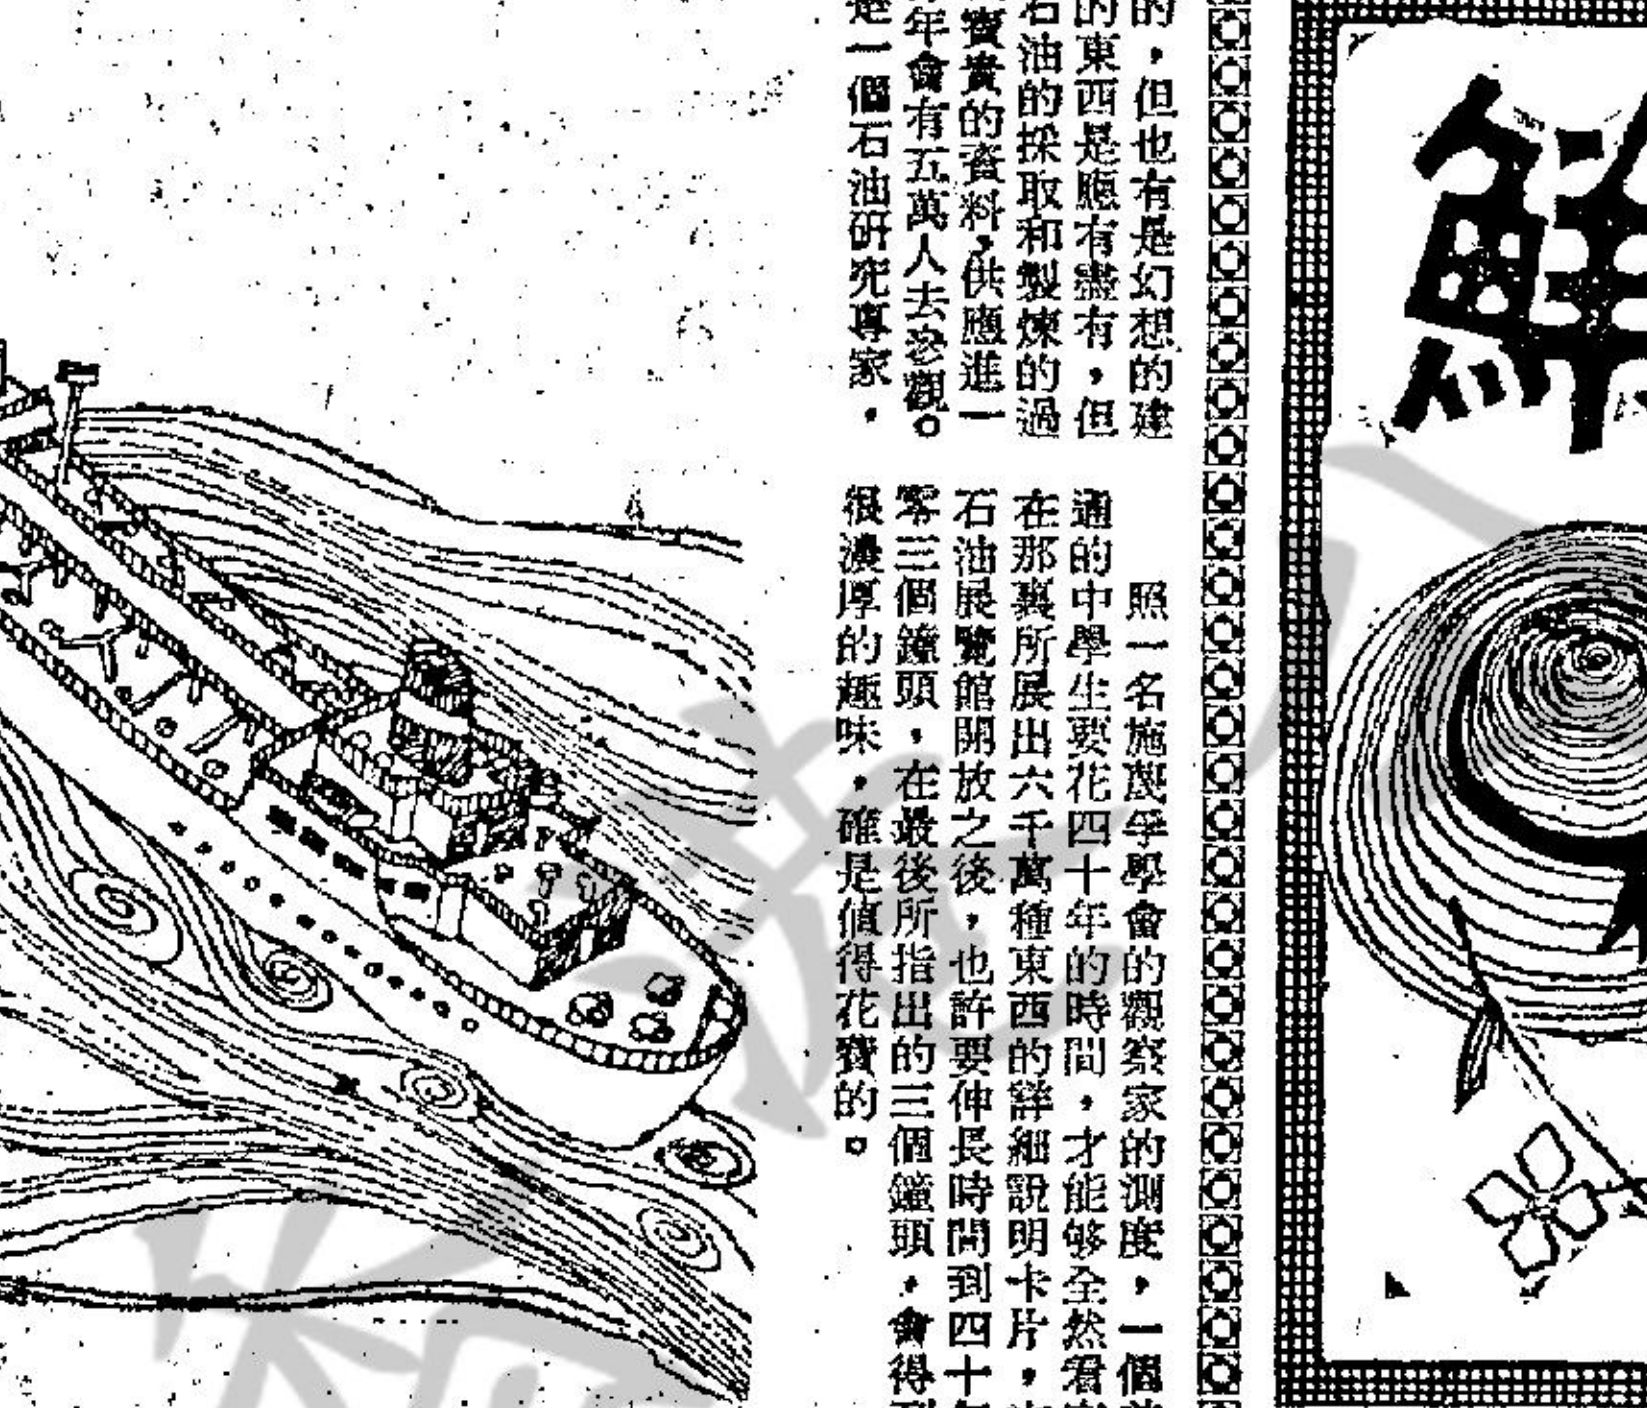 的，但也有是幻想的建
的東西是應有盡有，但
石油的採取和製煉的過
寶貴的資料，供應進一
年會有五萬人去參觀。
是一個石油研究專家，
照一名施茂孚學會的觀察家的測度，一個
通的中學生要花四十年的時間，才能够全然看
在那裏所展出六千萬種東西的詳細說明卡片，
石油展覽館開放之後，也許要伸長時間到四十
零三個鐘頭，在最後所指出的三個鐘頭，會得
很濃厚的趣味，確是值得花費的。
鮮